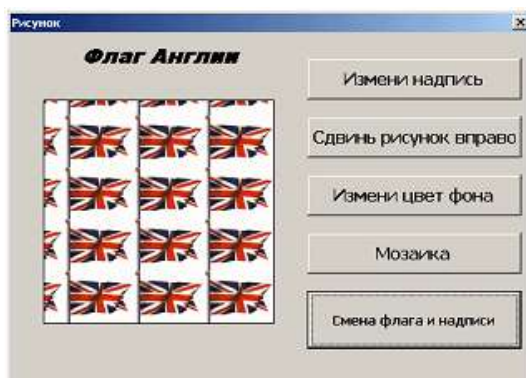 Рисунок
Флаг Англии
Измени надпись
Сдвинь рисунок вправо
Измени цвет фона
Мозаика
Смена флага и надписи